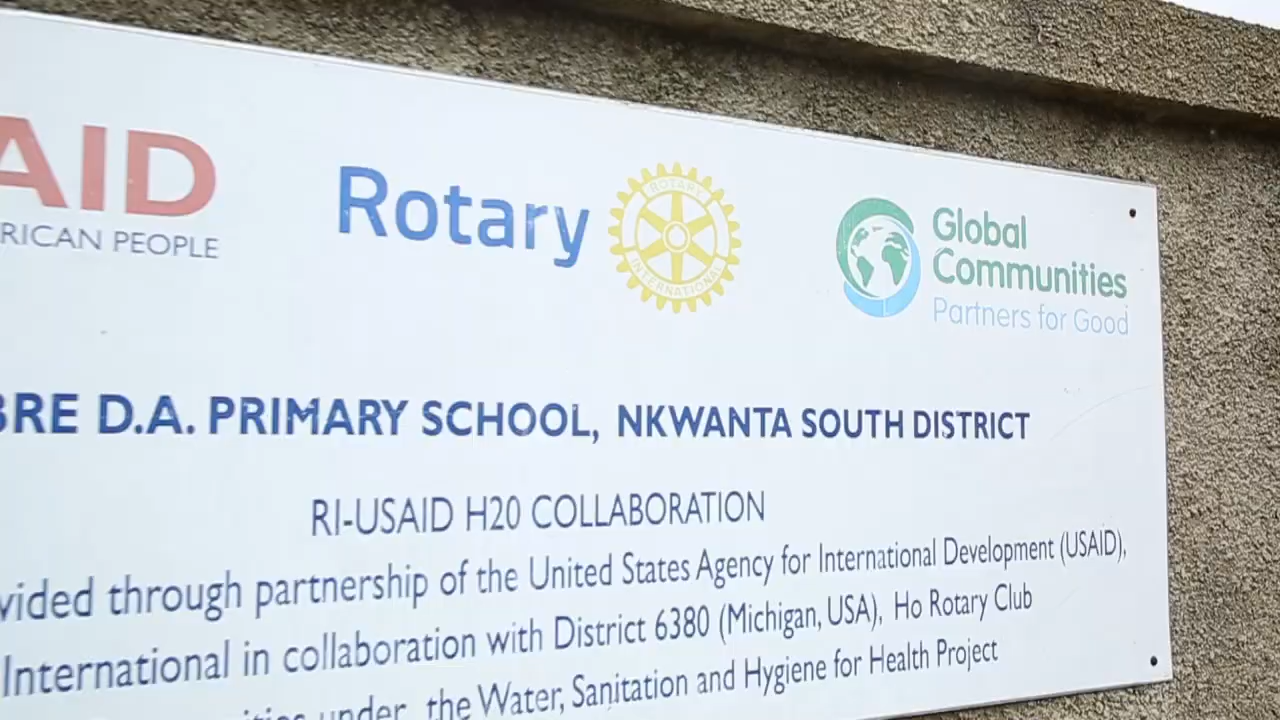 AID
RICAN PEOPLE
Rotary
ROTARY
INTERNATIONAL
Global
Communities
Partners for Good
BRE D.A. PRIMARY SCHOOL, NKWANTA SOUTH DISTRICT
RI-USAID H20 COLLABORATION
vided through partnership of the United States Agency for International Development (USAID),
International in collaboration with District 6380 (Michigan, USA), Ho Rotary Club
ities under the Water, Sanitation and Hygiene for Health Project